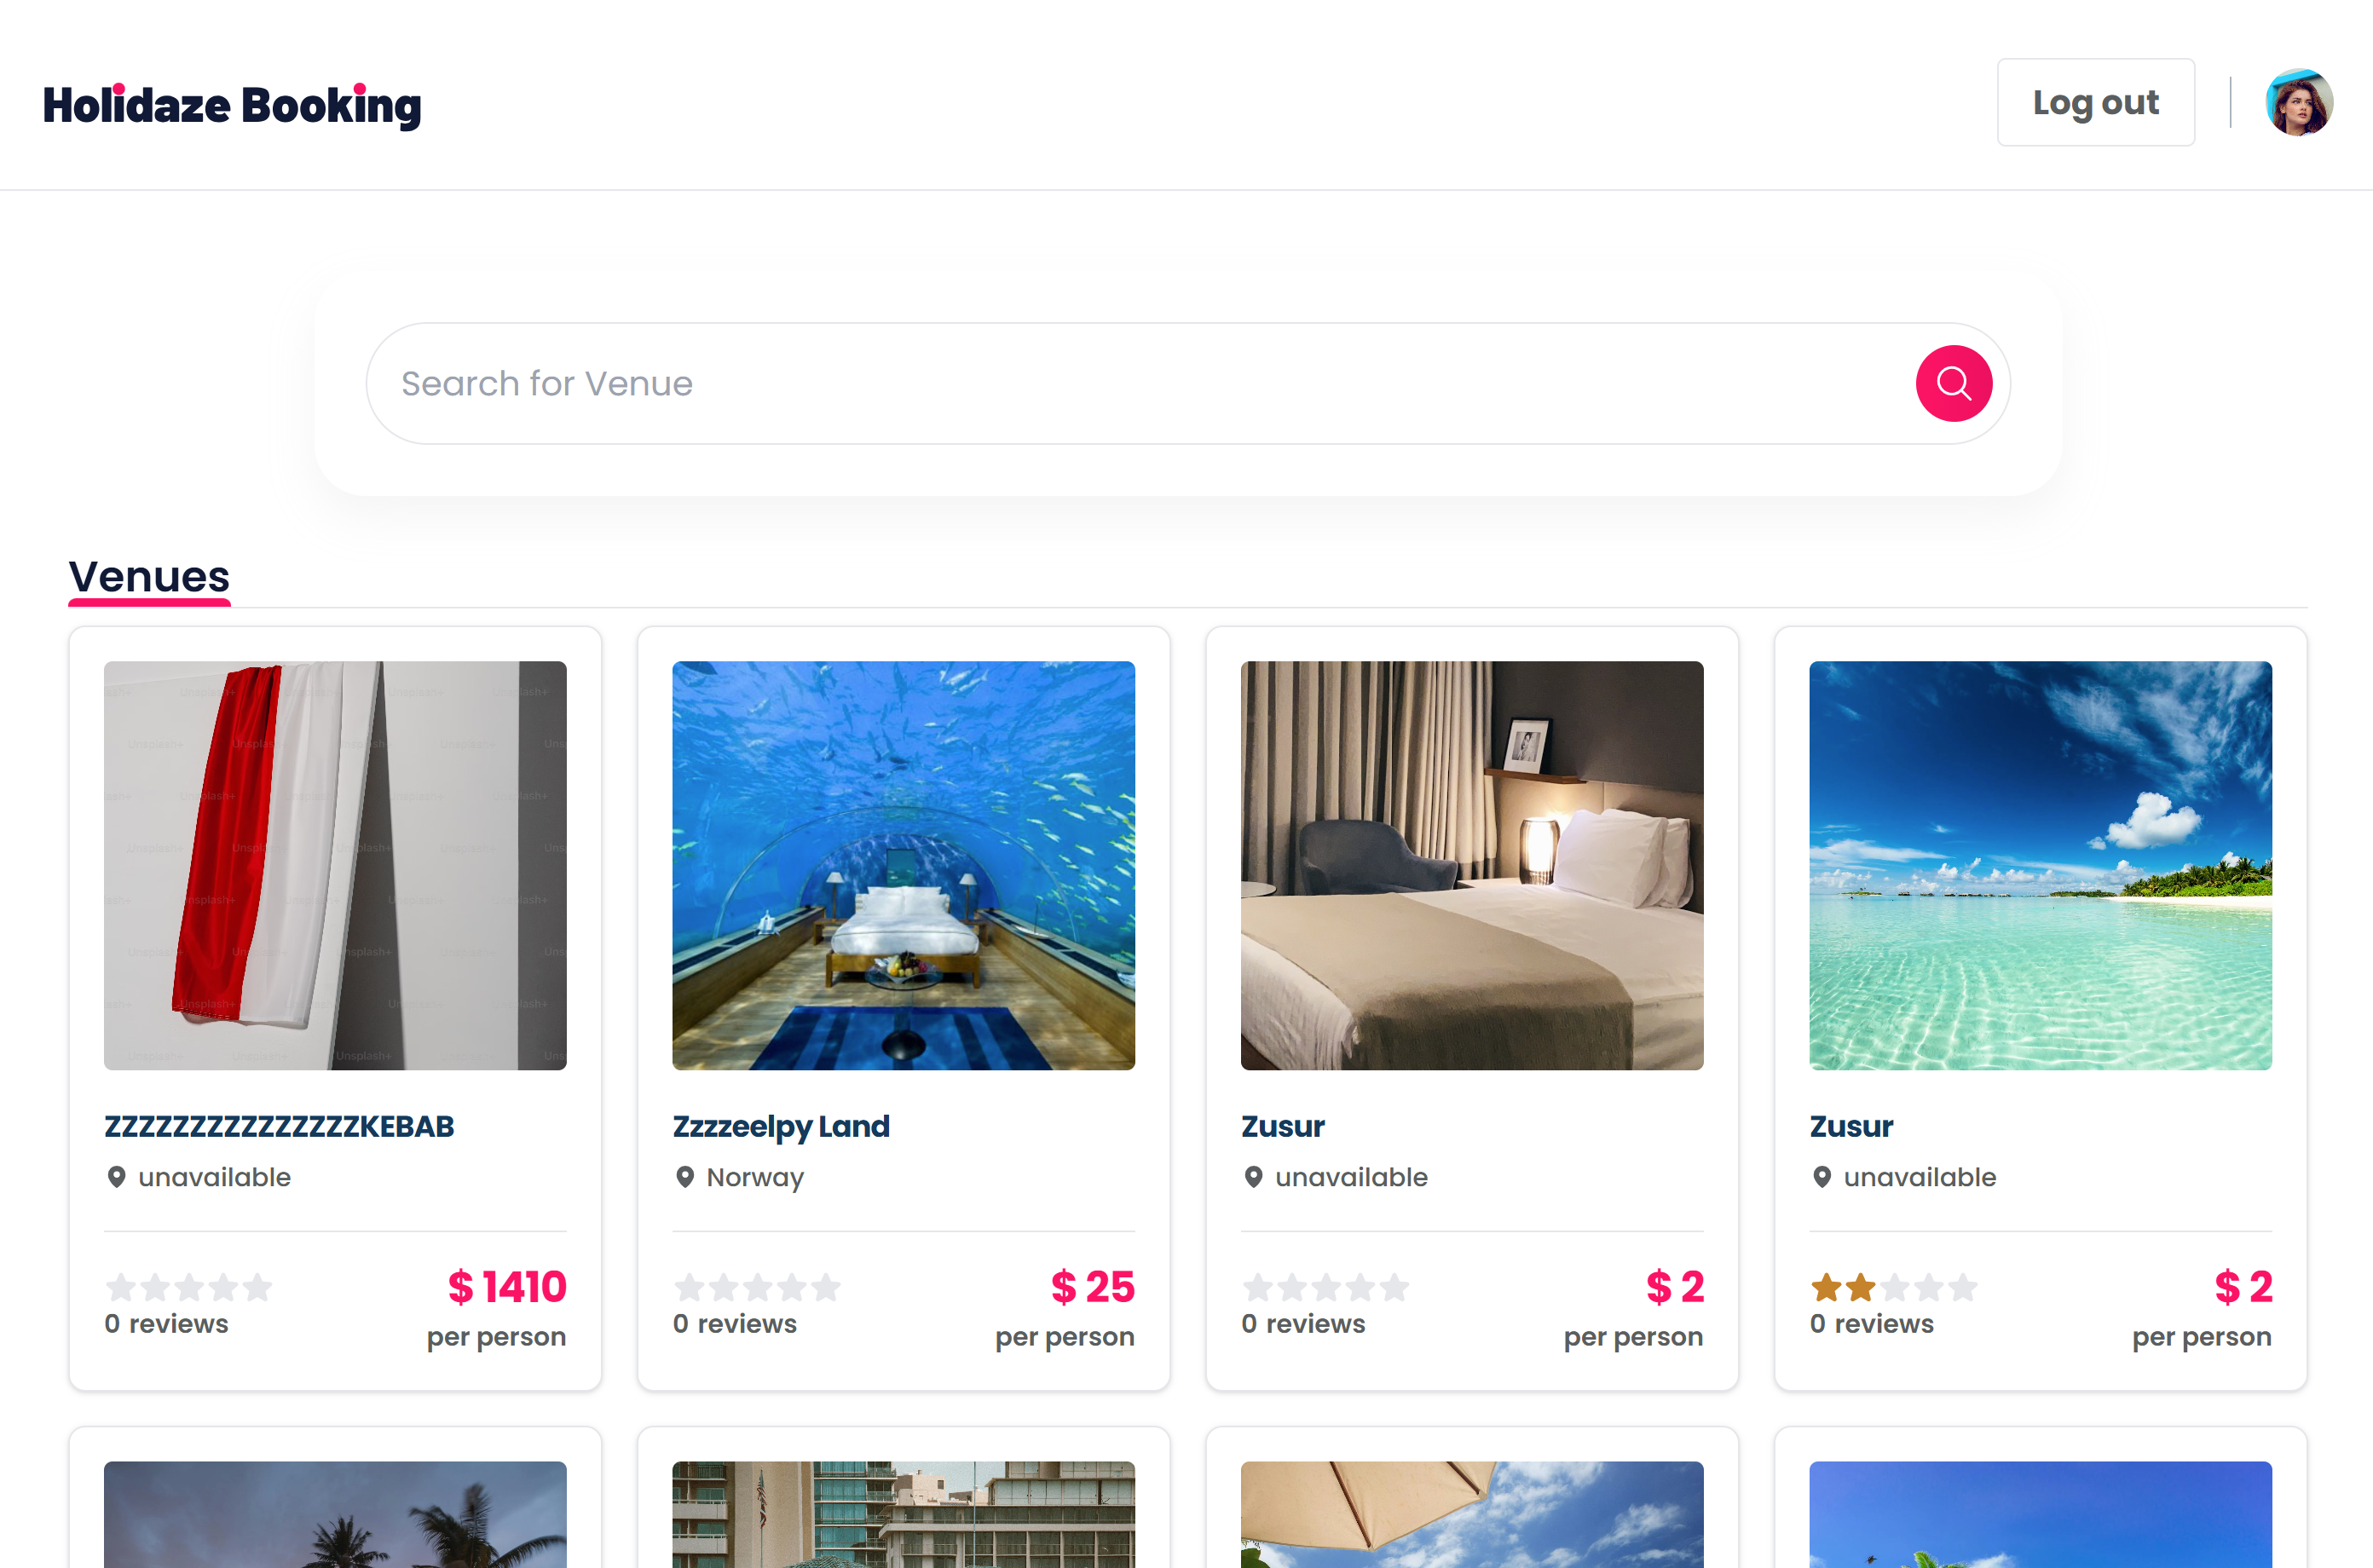 Holidaze Booking
Log out
Search for Venue
Venues
ZZZZZZZZZZZZZZZKEBAB
unavailable
0 reviews
$ 1410
per person
Zzzzeelpy Land
Norway
0 reviews
$ 25
per person
Zusur
unavailable
0 reviews
$ 2
per person
Zusur
unavailable
0 reviews
$ 2
per person